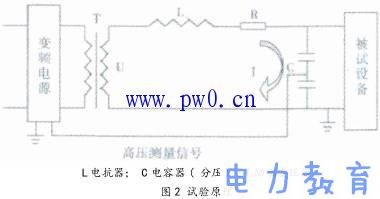 L
R
变频电源
T
U
I
C
被试设备
www.pw0.cn
高压测量信号
L电抗器； C电容器(分压
图2 试验原
电力教育